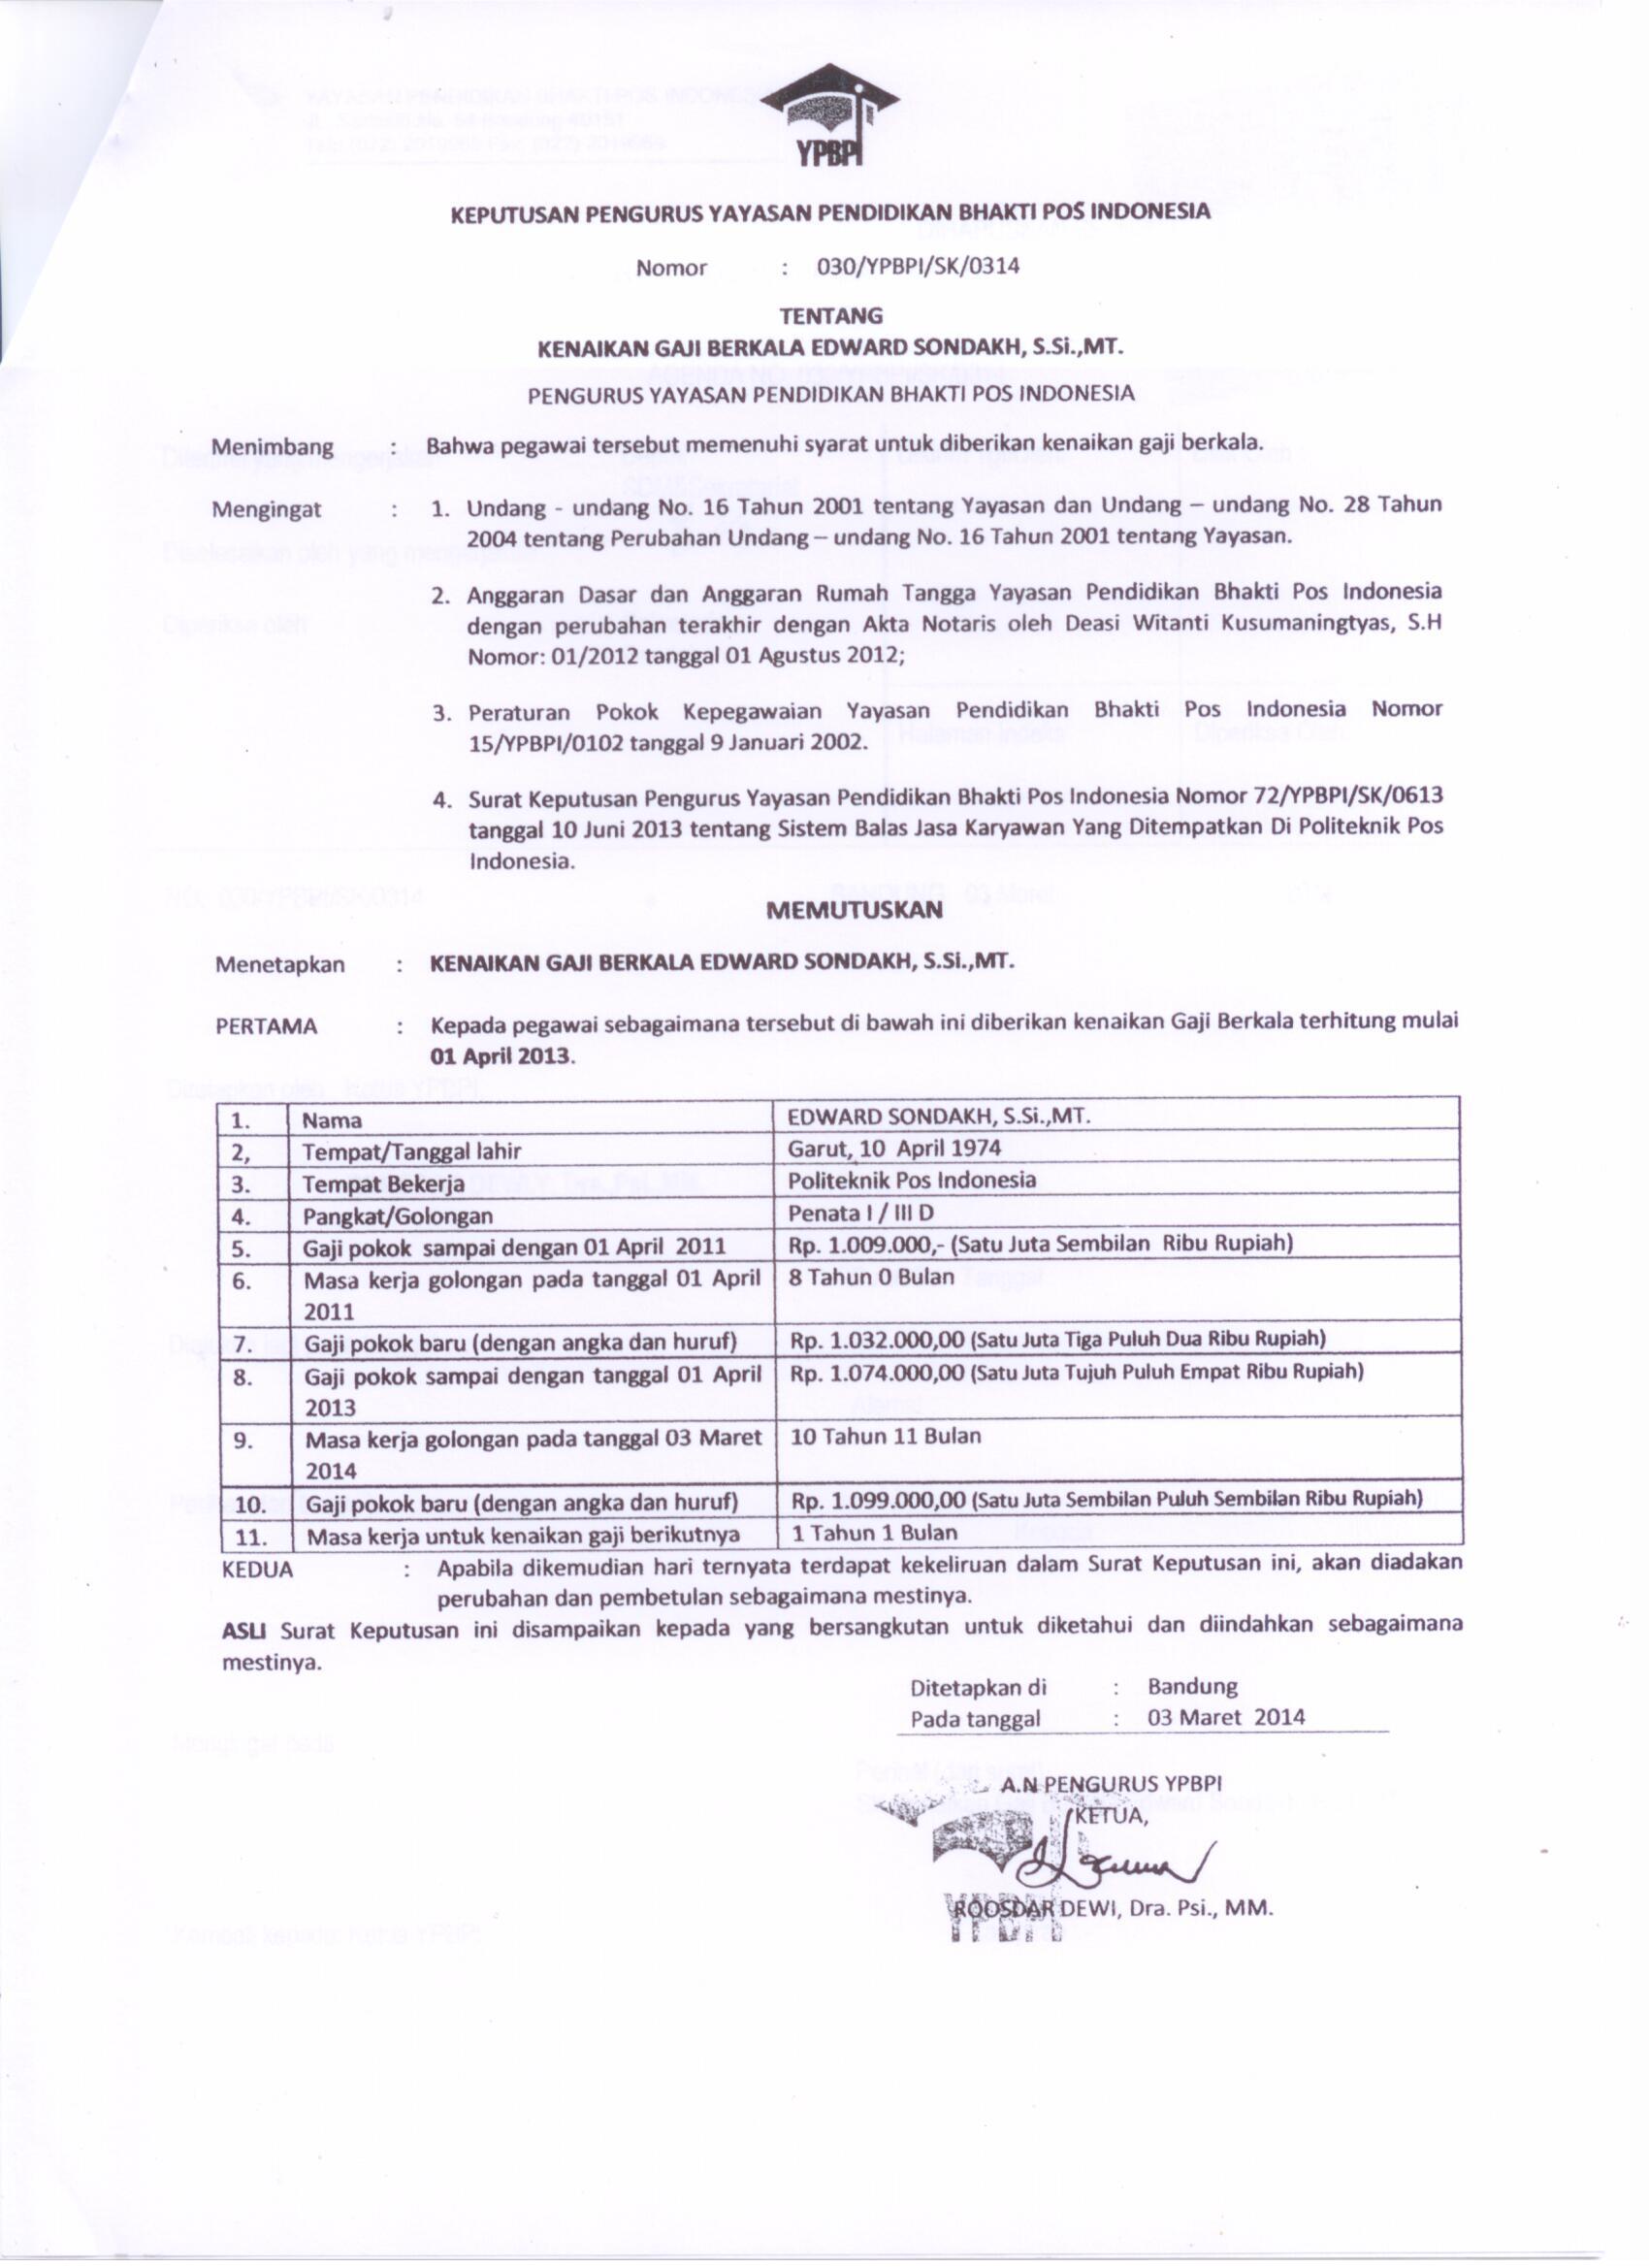 YPBPI
KEPUTUSAN PENGURUS YAYASAN PENDIDIKAN BHAKTI POS INDONESIA
Nomor : 030/YPBPI/SK/0314
TENTANG
KENAIKAN GAJI BERKALA EDWARD SONDAKH, S.Si.,MT.
PENGURUS YAYASAN PENDIDIKAN BHAKTI POS INDONESIA
Menimbang : Bahwa pegawai tersebut memenuhi syarat untuk diberikan kenaikan gaji berkala.
Mengingat : 1. Undang - undang No. 16 Tahun 2001 tentang Yayasan dan Undang – undang No. 28 Tahun
2004 tentang Perubahan Undang – undang No. 16 Tahun 2001 tentang Yayasan.
2. Anggaran Dasar dan Anggaran Rumah Tangga Yayasan Pendidikan Bhakti Pos Indonesia
dengan perubahan terakhir dengan Akta Notaris oleh Deasi Witanti Kusumaningtyas, S.H
Nomor: 01/2012 tanggal 01 Agustus 2012;
3. Peraturan Pokok Kepegawaian Yayasan Pendidikan Bhakti Pos Indonesia Nomor
15/YPBPI/0102 tanggal 9 Januari 2002.
4. Surat Keputusan Pengurus Yayasan Pendidikan Bhakti Pos Indonesia Nomor 72/YPBPI/SK/0613
tanggal 10 Juni 2013 tentang Sistem Balas Jasa Karyawan Yang Ditempatkan Di Politeknik Pos
Indonesia.
MEMUTUSKAN
Menetapkan : KENAIKAN GAJI BERKALA EDWARD SONDAKH, S.Si.,MT.
PERTAMA : Kepada pegawai sebagaimana tersebut di bawah ini diberikan kenaikan Gaji Berkala terhitung mulai
01 April 2013.
1. Nama EDWARD SONDAKH, S.Si.,MT.
2, Tempat/Tanggal lahir Garut, 10 April 1974
3. Tempat Bekerja Politeknik Pos Indonesia
4. Pangkat/Golongan Penata I / III D
5. Gaji pokok sampai dengan 01 April 2011 Rp. 1.009.000,- (Satu Juta Sembilan Ribu Rupiah)
6. Masa kerja golongan pada tanggal 01 April 8 Tahun 0 Bulan
2011
7. Gaji pokok baru (dengan angka dan huruf) Rp. 1.032.000,00 (Satu Juta Tiga Puluh Dua Ribu Rupiah)
8. Gaji pokok sampai dengan tanggal 01 April Rp. 1.074.000,00 (Satu Juta Tujuh Puluh Empat Ribu Rupiah)
2013
9. Masa kerja golongan pada tanggal 03 Maret 10 Tahun 11 Bulan
2014
10. Gaji pokok baru (dengan angka dan huruf) Rp. 1.099.000,00 (Satu Juta Sembilan Puluh Sembilan Ribu Rupiah)
11. Masa kerja untuk kenaikan gaji berikutnya 1 Tahun 1 Bulan
KEDUA : Apabila dikemudian hari ternyata terdapat kekeliruan dalam Surat Keputusan ini, akan diadakan
perubahan dan pembetulan sebagaimana mestinya.
ASLI Surat Keputusan ini disampaikan kepada yang bersangkutan untuk diketahui dan diindahkan sebagaimana
mestinya.
Ditetapkan di : Bandung
Pada tanggal : 03 Maret 2014
A.N PENGURUS YPBPI
KETUA,
ROOSDAR DEWI, Dra. Psi., MM.
YPBPI